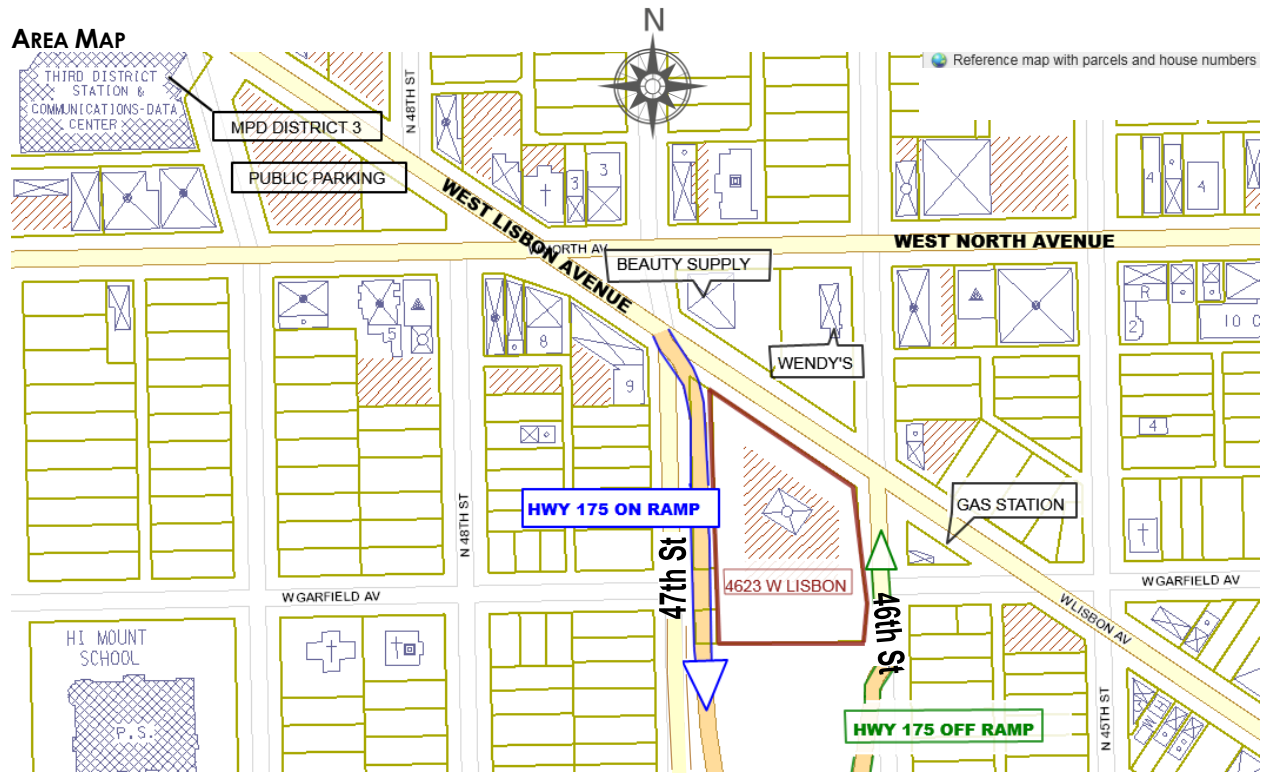 N
AREA MAP
Reference map with parcels and house numbers
THIRD DISTRICT
STATION &
COMMUNICATIONS-DATA
CENTER
MPD DISTRICT 3
PUBLIC PARKING
N 48TH ST
3
3
4
4
WEST LISBON AVENUE
NORTH AV
WEST NORTH AVENUE
BEAUTY SUPPLY
WENDY'S
5
8
9
R
2
10
4
HWY 175 ON RAMP
GAS STATION
N 48TH ST
47th St
4623 W LISBON
46th St
W GARFIELD AV
W GARFIELD AV
W LISBON AV
HI MOUNT
SCHOOL
P.S.
HWY 175 OFF RAMP
N 45TH ST